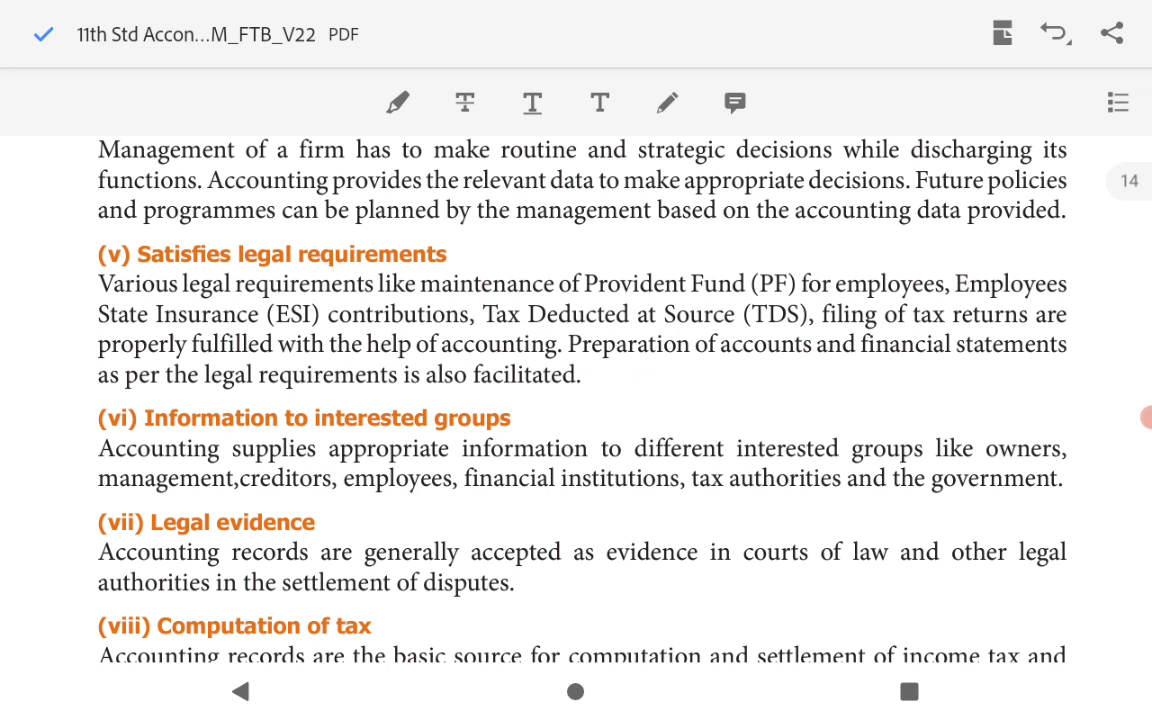 11th Std Accon...M_FTB_V22 PDF
T T T
Management of a firm has to make routine and strategic decisions while discharging its
functions. Accounting provides the relevant data to make appropriate decisions. Future policies
14
and programmes can be planned by the management based on the accounting data provided.
(v) Satisfies legal requirements
Various legal requirements like maintenance of Provident Fund (PF) for employees, Employees
State Insurance (ESI) contributions, Tax Deducted at Source (TDS), filing of tax returns are
properly fulfilled with the help of accounting. Preparation of accounts and financial statements
as per the legal requirements is also facilitated.
(vi) Information to interested groups
Accounting supplies appropriate information to different interested groups like owners,
management,creditors, employees, financial institutions, tax authorities and the government.
(vii) Legal evidence
Accounting records are generally accepted as evidence in courts of law and other legal
authorities in the settlement of disputes.
(viii) Computation of tax
Accounting records are the basic source for computation and settlement of income tax and